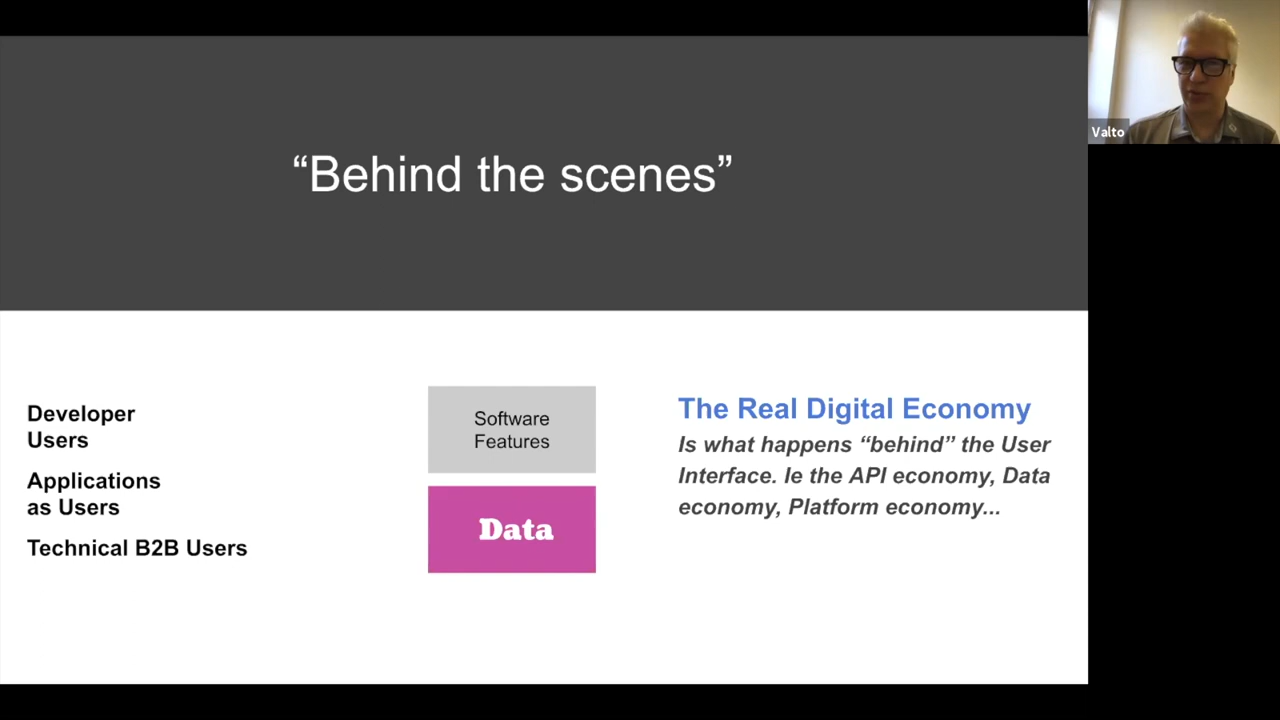 “Behind the scenes”
Valto
Developer
Users
Applications
as Users
Technical B2B Users
Software
Features
Data
The Real Digital Economy
Is what happens “behind” the User
Interface. Ie the API economy, Data
economy, Platform economy...